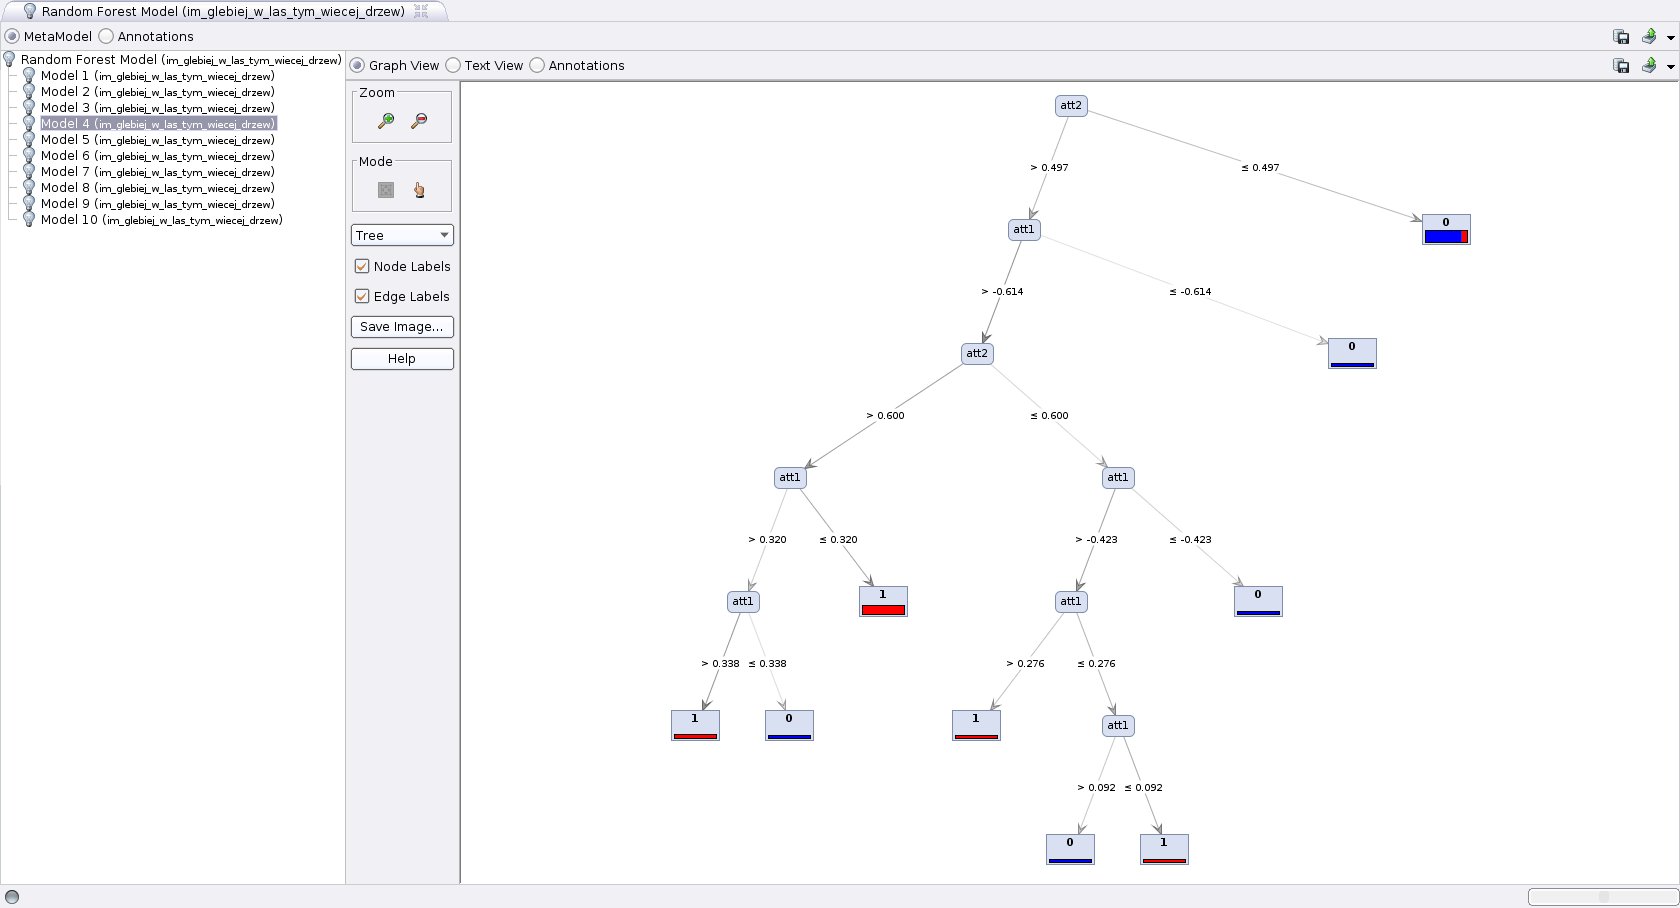 Random Forest Model (im_glebiej_w_las_tym_wiecej_drzew)
MetaModel Annotations
Random Forest Model (im_glebiej_w_las_tym_wiecej_drzew)
Model 1 (im_glebiej_w_las_tym_wiecej_drzew)
Model 2 (im_glebiej_w_las_tym_wiecej_drzew)
Model 3 (im_glebiej_w_las_tym_wiecej_drzew)
Model 4 (im_glebiej_w_las_tym_wiecej_drzew)
Model 5 (im_glebiej_w_las_tym_wiecej_drzew)
Model 6 (im_glebiej_w_las_tym_wiecej_drzew)
Model 7 (im_glebiej_w_las_tym_wiecej_drzew)
Model 8 (im_glebiej_w_las_tym_wiecej_drzew)
Model 9 (im_glebiej_w_las_tym_wiecej_drzew)
Model 10 (im_glebiej_w_las_tym_wiecej_drzew)
Graph View Text View Annotations
Zoom
Mode
Tree
Node Labels
Edge Labels
Save Image...
Help
att2
> 0.497 ≤ 0.497
att1 0
> -0.614 ≤ -0.614
att2 0
> 0.600 ≤ 0.600
att1 att1
> 0.320 ≤ 0.320 > -0.423 ≤ -0.423
att1 1 att1 0
> 0.338 ≤ 0.338 > 0.276 ≤ 0.276
1 0 1 att1
> 0.092 ≤ 0.092
0 1